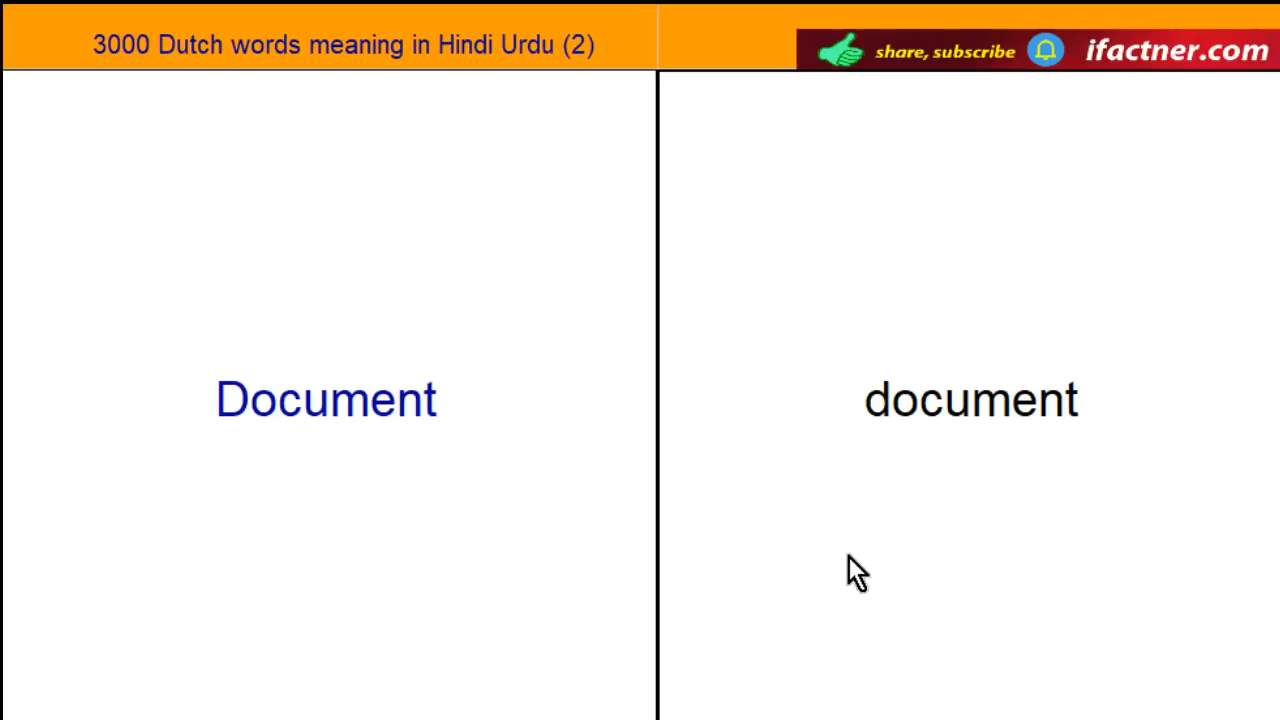 3000 Dutch words meaning in Hindi Urdu (2)
share, subscribe
ifactner.com
Document
document